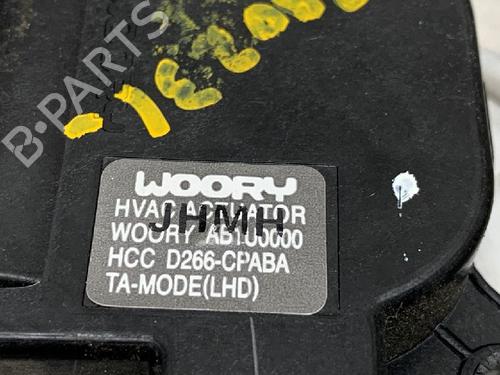 B-PARTS
WOORY
HVAC ACTUATOR
JHMH
WOORY AB100000
HCC D266-CPABA
TA-MODE(LHD)